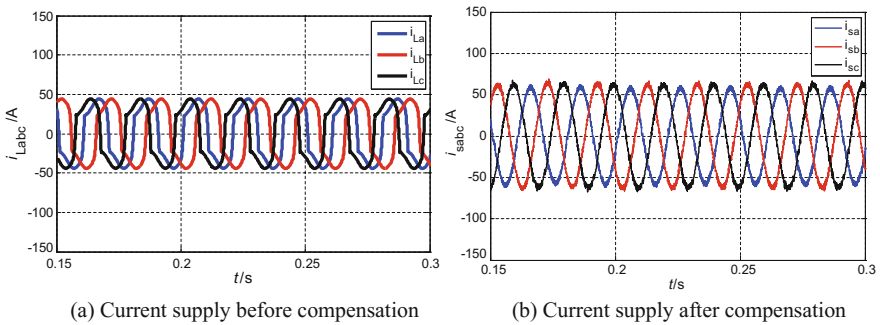 150
100
50
0
-50
-100
-150
i_Labc /A
0.15
0.2
0.25
0.3
t/s
i_La
i_Lb
i_Lc
(a) Current supply before compensation
150
100
50
0
-50
-100
-150
i_sabc /A
0.15
0.2
0.25
0.3
t/s
i_sa
i_sb
i_sc
(b) Current supply after compensation